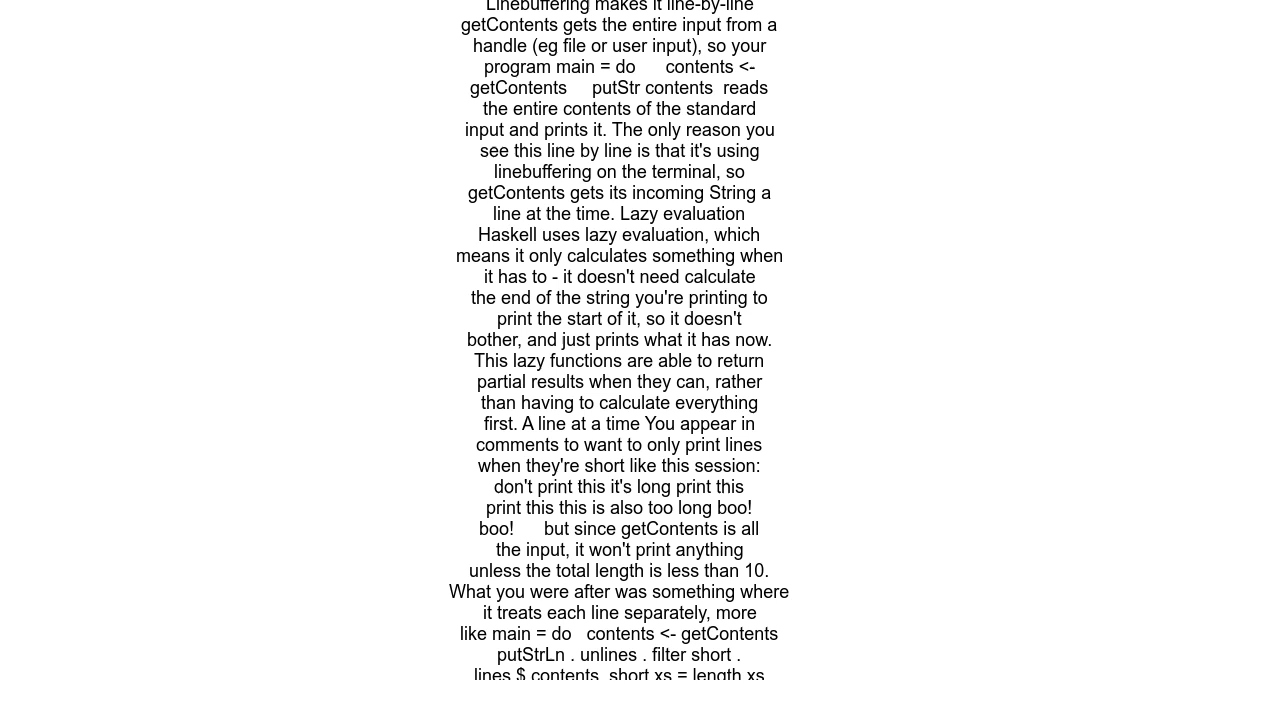 Linebuffering makes it line-by-line
getContents gets the entire input from a
handle (eg file or user input), so your
program main = do      contents <-
getContents     putStr contents  reads
the entire contents of the standard
input and prints it. The only reason you
see this line by line is that it's using
linebuffering on the terminal, so
getContents gets its incoming String a
line at the time. Lazy evaluation
Haskell uses lazy evaluation, which
means it only calculates something when
it has to - it doesn't need calculate
the end of the string you're printing to
print the start of it, so it doesn't
bother, and just prints what it has now.
This lazy functions are able to return
partial results when they can, rather
than having to calculate everything
first. A line at a time You appear in
comments to want to only print lines
when they're short like this session:
don't print this it's long print this
print this this is also too long boo!
boo!      but since getContents is all
the input, it won't print anything
unless the total length is less than 10.
What you were after was something where
it treats each line separately, more
like main = do   contents <- getContents
putStrLn . unlines . filter short .
lines $ contents  short xs = length xs